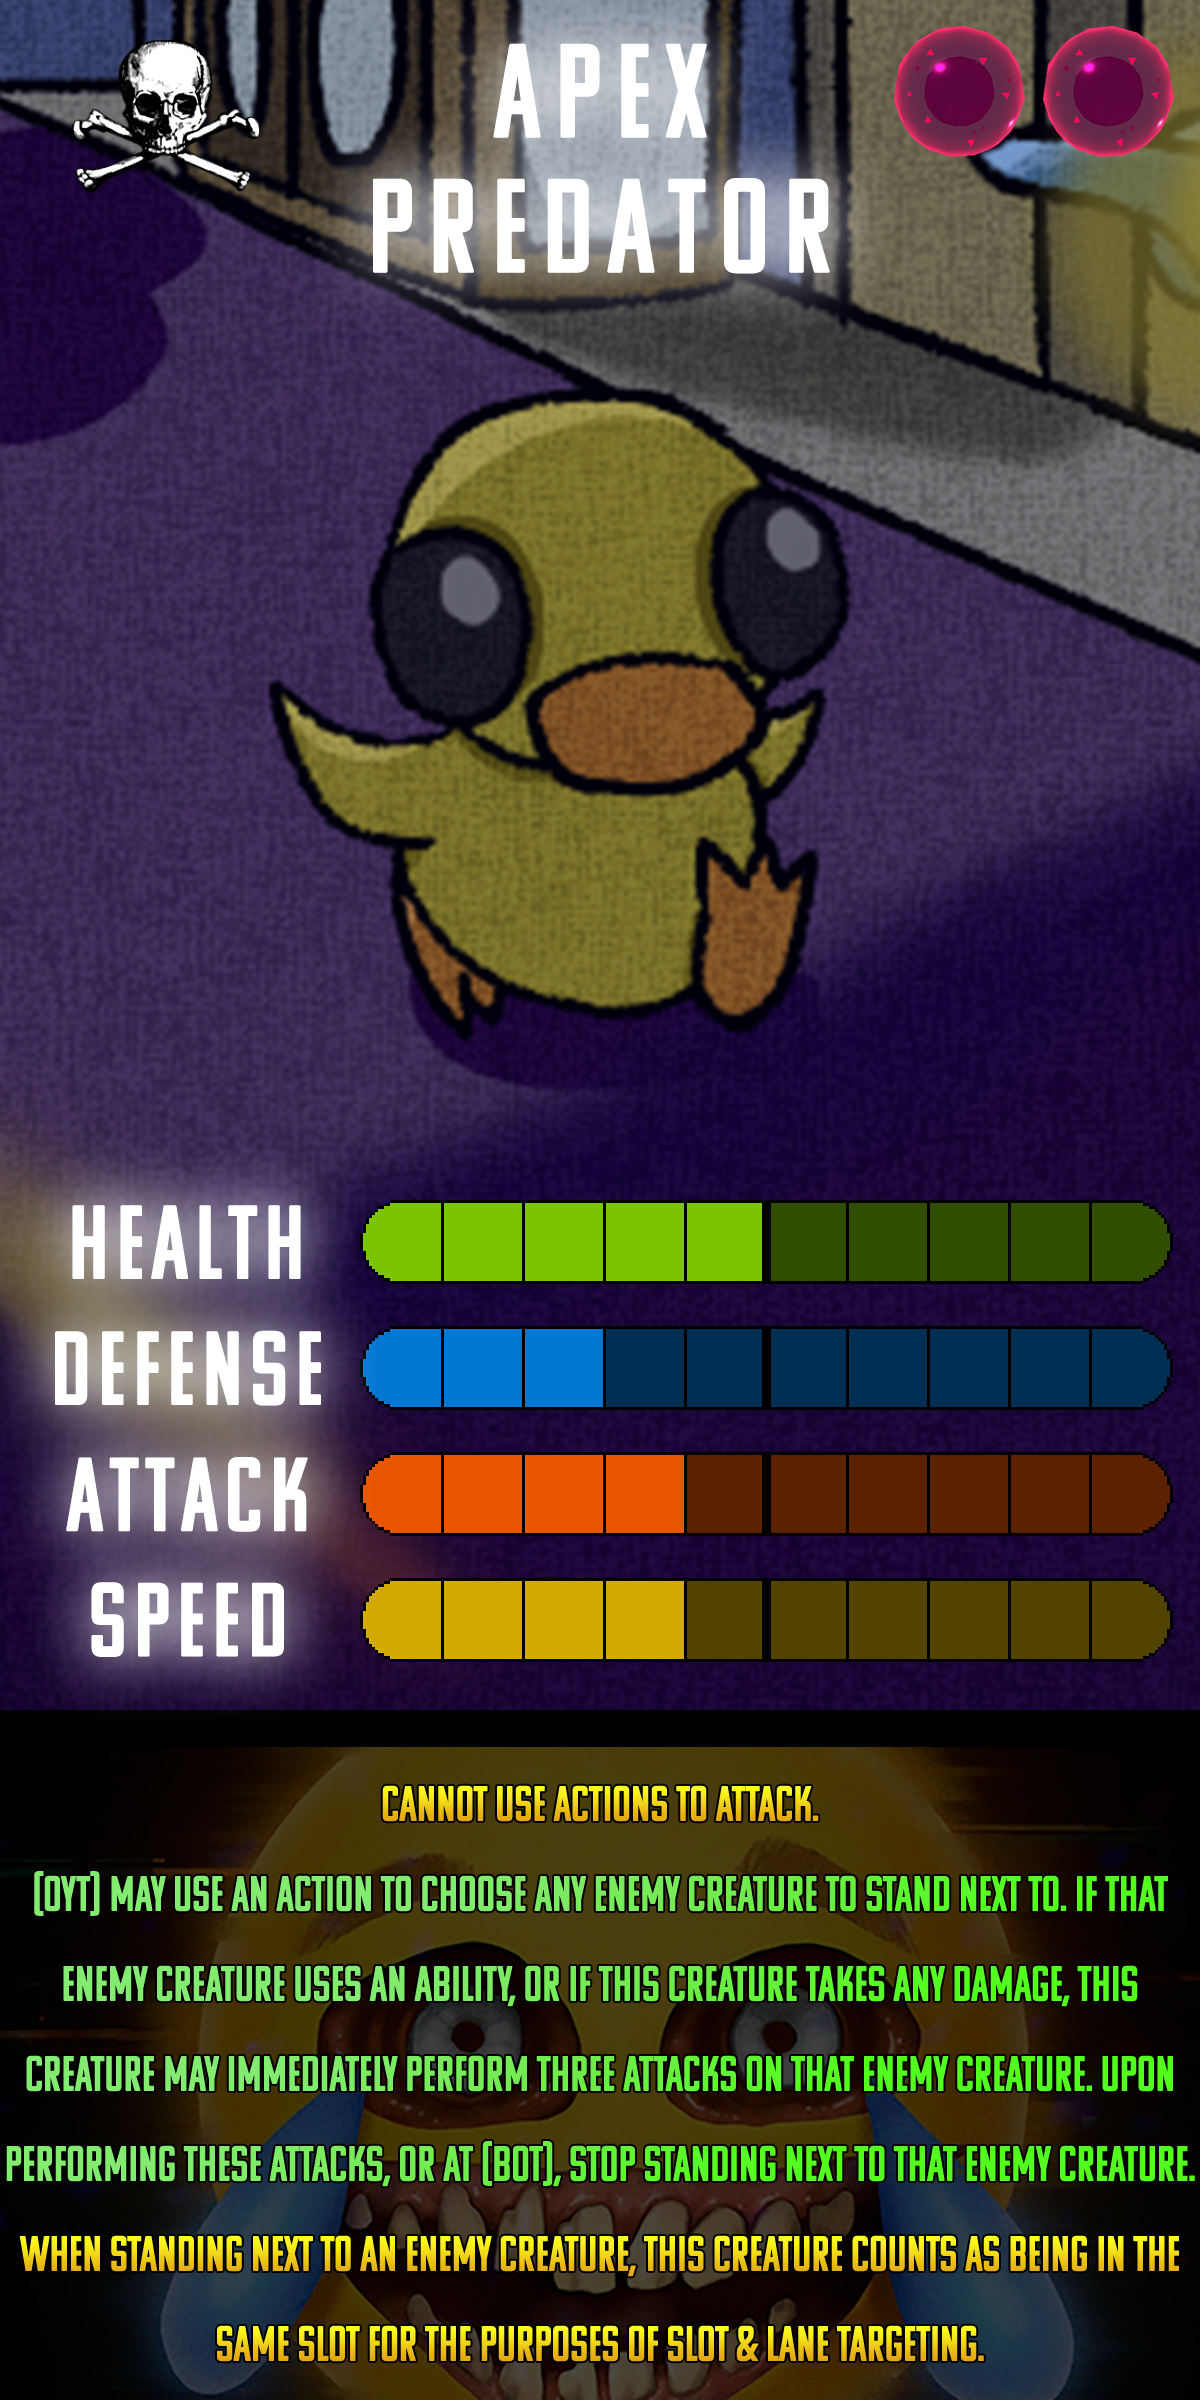 APEX
PREDATOR
HEALTH
DEFENSE
ATTACK
SPEED
CANNOT USE ACTIONS TO ATTACK.
(OYT) MAY USE AN ACTION TO CHOOSE ANY ENEMY CREATURE TO STAND NEXT TO. IF THAT
ENEMY CREATURE USES AN ABILITY, OR IF THIS CREATURE TAKES ANY DAMAGE, THIS
CREATURE MAY IMMEDIATELY PERFORM THREE ATTACKS ON THAT ENEMY CREATURE. UPON
PERFORMING THESE ATTACKS, OR AT (BOT), STOP STANDING NEXT TO THAT ENEMY CREATURE.
WHEN STANDING NEXT TO AN ENEMY CREATURE, THIS CREATURE COUNTS AS BEING IN THE
SAME SLOT FOR THE PURPOSES OF SLOT & LANE TARGETING.